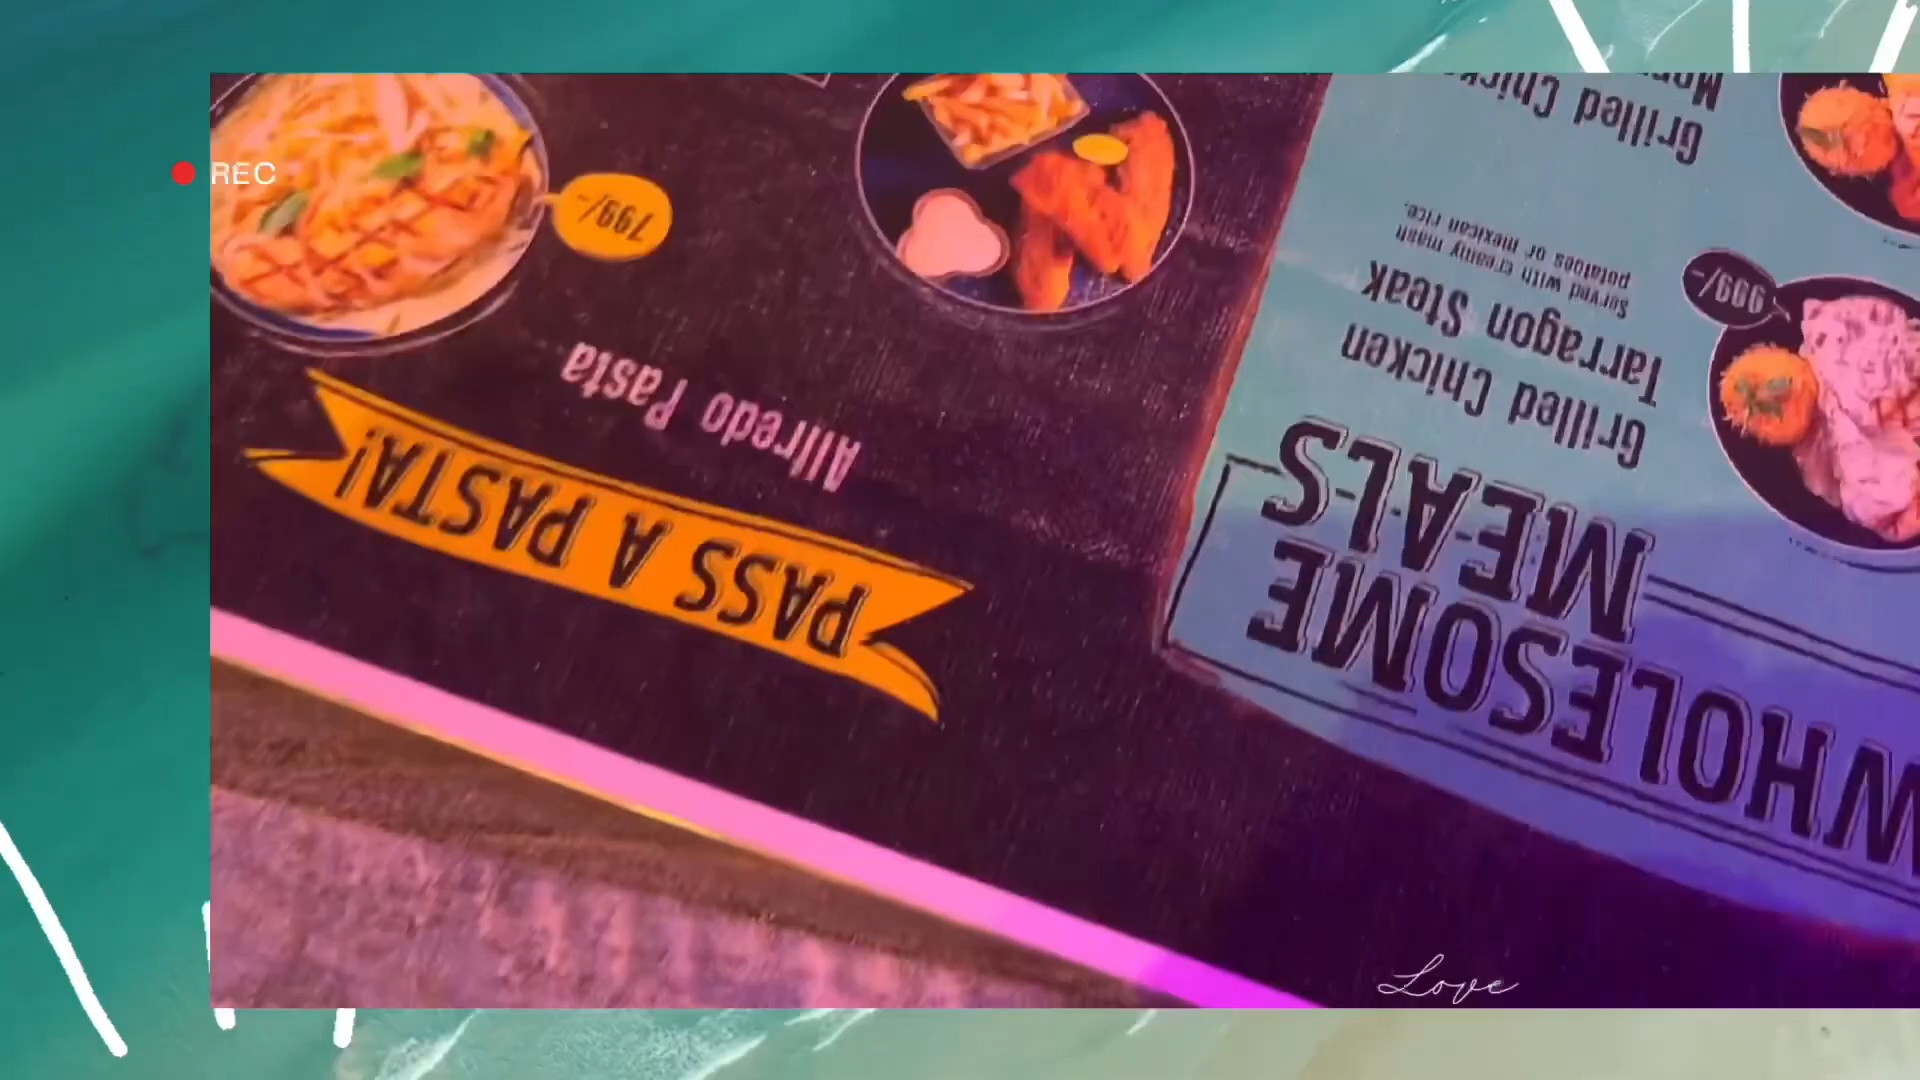 REC
WHOLESOME
MEALS
Grilled Chicken
Tarragon Steak
served with creamy mash
potatoes or mexican rice.
999/-
Grilled
PASS A PASTA!
Alfredo Pasta
799/-
Love